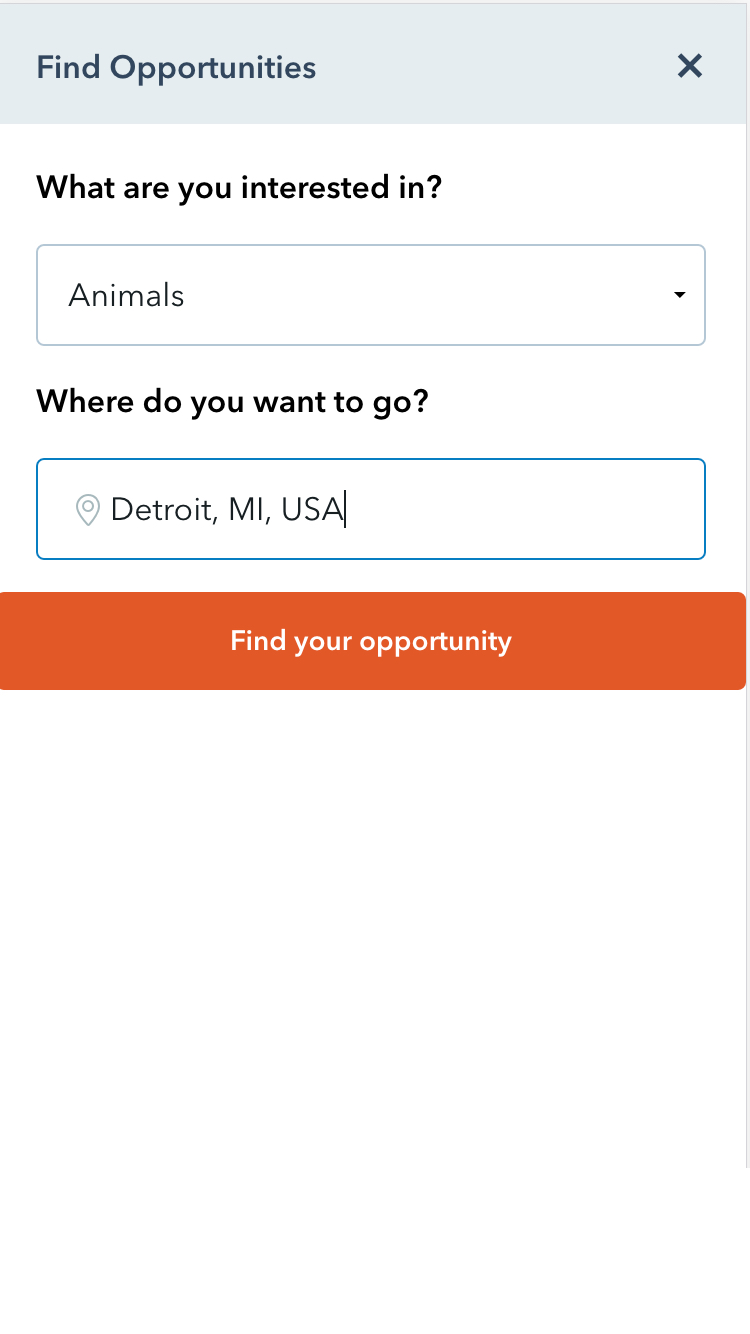 Find Opportunities
What are you interested in?
Animals
Where do you want to go?
Detroit, MI, USA
Find your opportunity